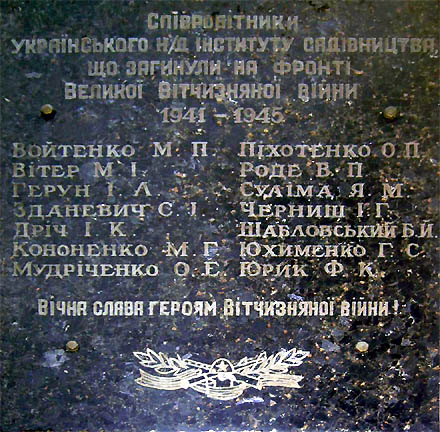 Співробітники
Українського н/д інституту садівництва
що загинули на фронті
Великої Вітчизняної війни
1941 – 1945
Войтенко М. П. Піхотенко О. П.
Вітер М. І. Роде В. П.
Герун І. Л. Суліма Я. М.
Зданевич С. І. Черниш І. Г.
Дріч І. К. Шабловський Б. Й.
Кононенко М. Г. Юхименко Г. С.
Мудріченко О. Е. Юрик Ф. К.
Вічна слава героям Вітчизняної війни!